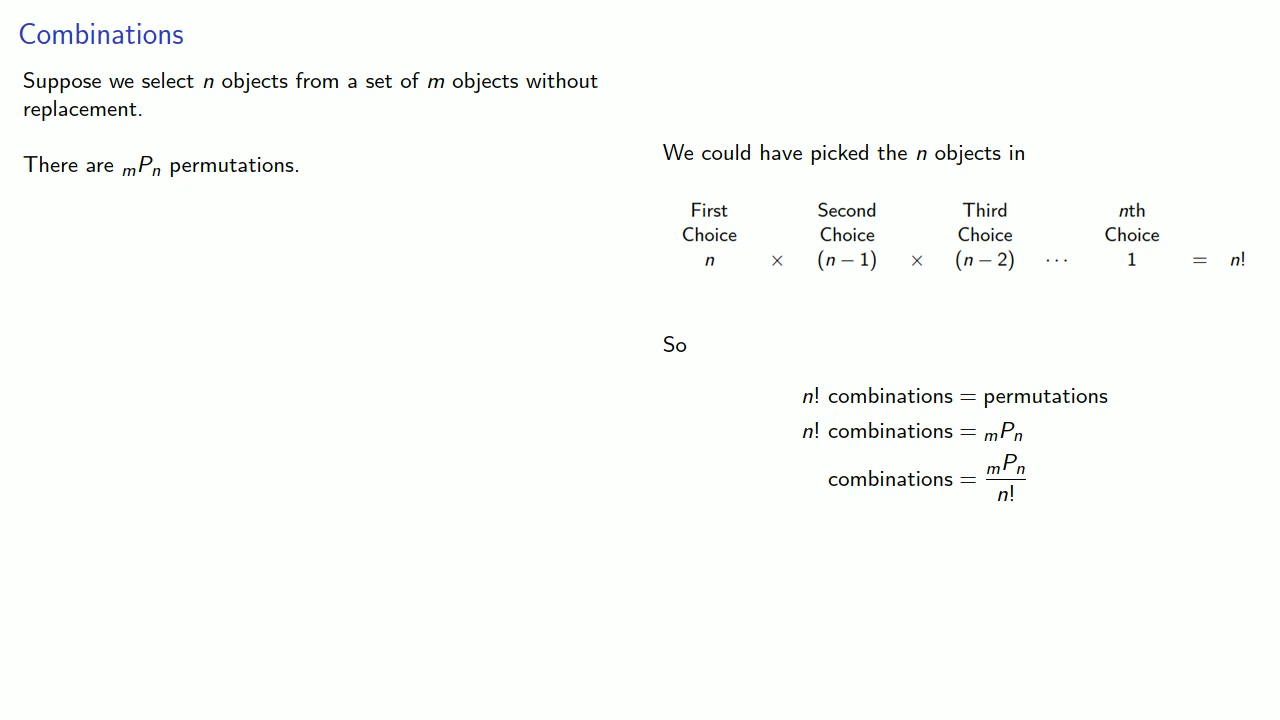 Combinations
Suppose we select n objects from a set of m objects without
replacement.
There are ₘPₙ permutations.
We could have picked the n objects in
First Second Third nth
Choice Choice Choice Choice
n × (n − 1) × (n − 2) ⋯ 1 = n!
So
n! combinations = permutations
n! combinations = ₘPₙ
combinations = ₘPₙ / n!